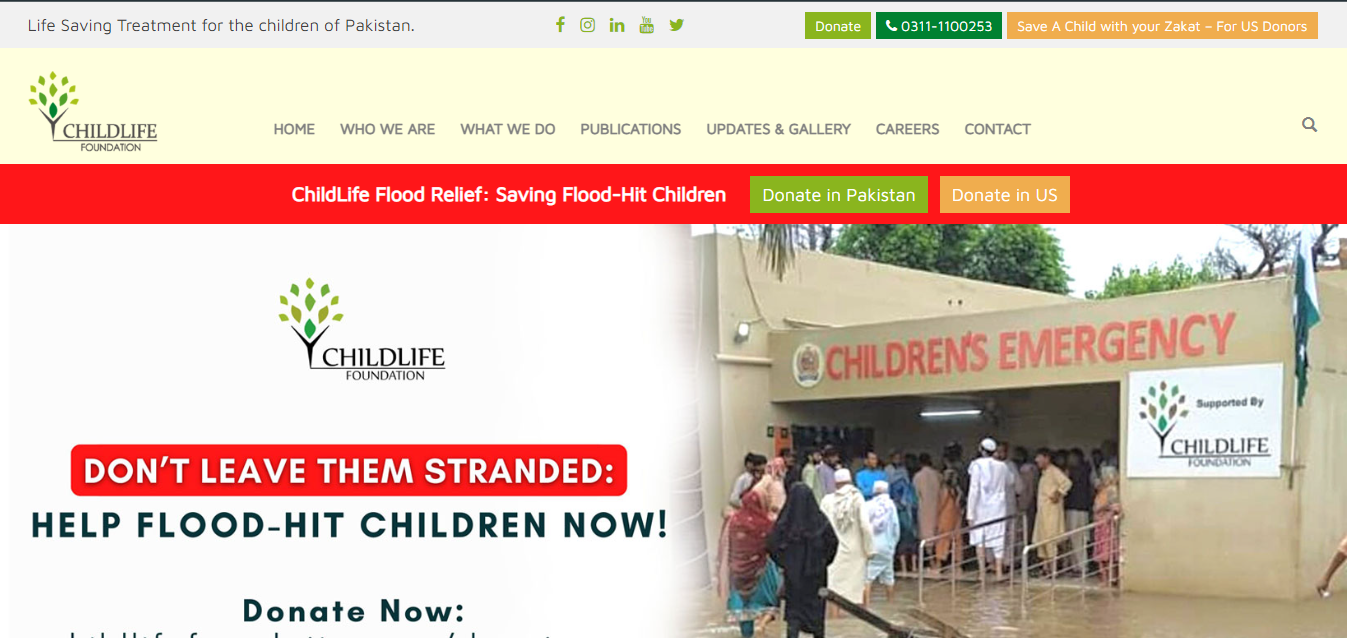 Life Saving Treatment for the children of Pakistan.
You
Tube
Donate
0311-1100253
Save A Child with your Zakat – For US Donors
CHILDLIFE
FOUNDATION
HOME WHO WE ARE WHAT WE DO PUBLICATIONS UPDATES & GALLERY CAREERS CONTACT
ChildLife Flood Relief: Saving Flood-Hit Children
Donate in Pakistan
Donate in US
CHILDLIFE
FOUNDATION
DON'T LEAVE THEM STRANDED:
HELP FLOOD-HIT CHILDREN NOW!
Donate Now:
CHILDREN'S EMERGENCY
Supported By
CHILDLIFE
FOUNDATION